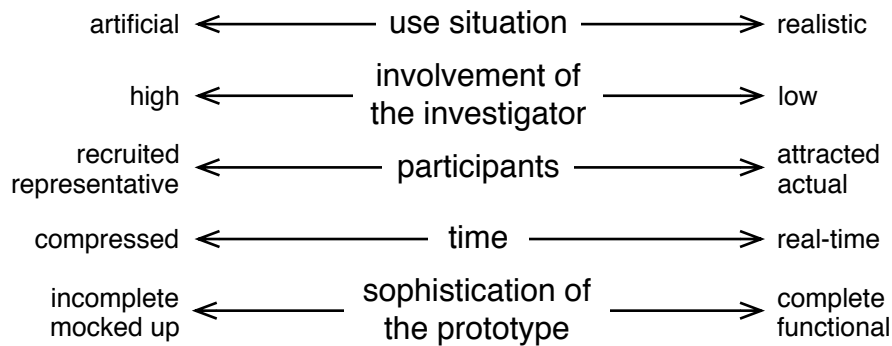 artificial use situation realistic
involvement of
high low
the investigator
recruited attracted
participants
representative actual
compressed time real-time
incomplete sophistication of complete
mocked up the prototype functional